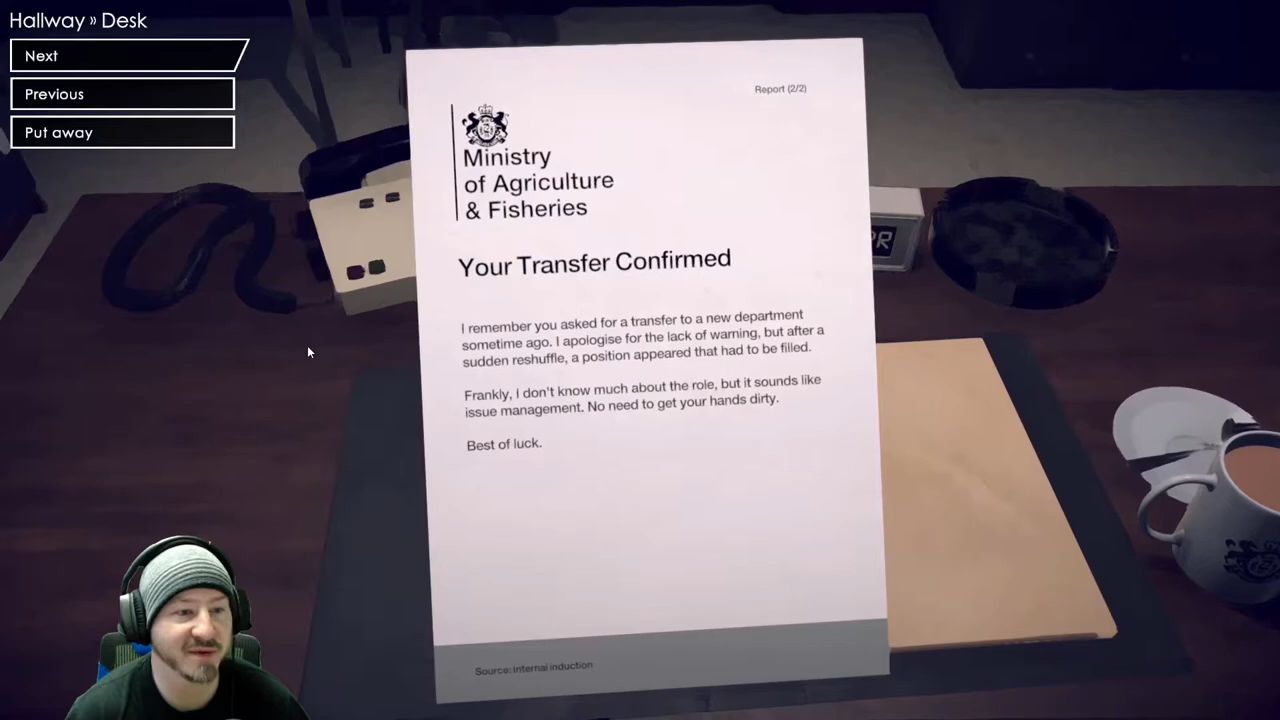 Hallway » Desk
Next
Previous
Put away
Report (2/2)
Ministry
of Agriculture
& Fisheries
Your Transfer Confirmed
I remember you asked for a transfer to a new department
sometime ago. I apologise for the lack of warning, but after a
sudden reshuffle, a position appeared that had to be filled.
Frankly, I don't know much about the role, but it sounds like
issue management. No need to get your hands dirty.
Best of luck.
Source: internal induction